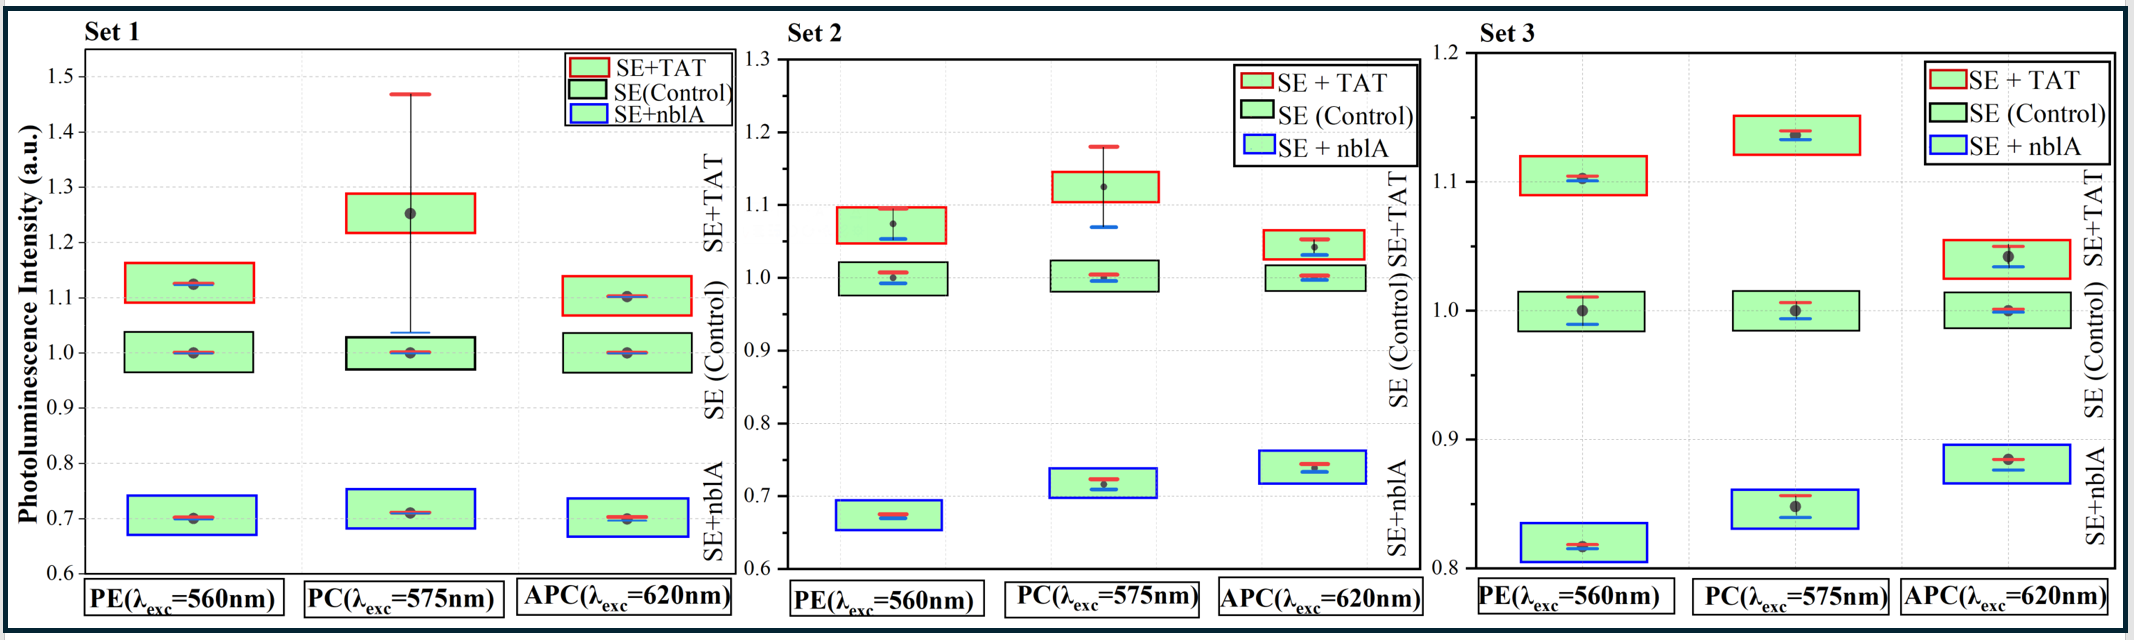 Set 1
Photoluminescence Intensity (a.u.)
1.5
1.4
1.3
1.2
1.1
1.0
0.9
0.8
0.7
0.6
SE+TAT
SE(Control)
SE+nblA
SE+TAT
SE (Control)
SE+nblA
PE(λexc=560nm)
PC(λexc=575nm)
APC(λexc=620nm)
Set 2
1.3
1.2
1.1
1.0
0.9
0.8
0.7
0.6
SE + TAT
SE (Control)
SE + nblA
SE+TAT
SE (Control)
SE+nblA
PE(λexc=560nm)
PC(λexc=575nm)
APC(λexc=620nm)
Set 3
1.2
1.1
1.0
0.9
0.8
SE + TAT
SE (Control)
SE + nblA
SE+TAT
SE (Control)
SE+nblA
PE(λexc=560nm)
PC(λexc=575nm)
APC(λexc=620nm)